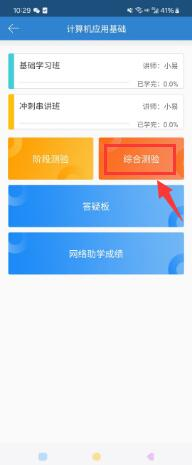 10:29
41%
计算机应用基础
基础学习班 讲师：小易
已学完：0.0%
冲刺串讲班 讲师：小易
已学完：0.0%
阶段测验 综合测验
答疑板
网络助学成绩